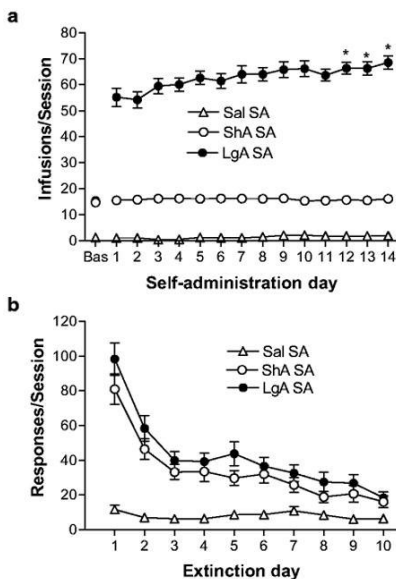 a
Infusions/Session
80
70
60
50
40
30
20
10
0
* * *
Sal SA
ShA SA
LgA SA
Bas 1 2 3 4 5 6 7 8 9 10 11 12 13 14
Self-administration day
b
Responses/Session
120
100
80
60
40
20
0
Sal SA
ShA SA
LgA SA
1 2 3 4 5 6 7 8 9 10
Extinction day